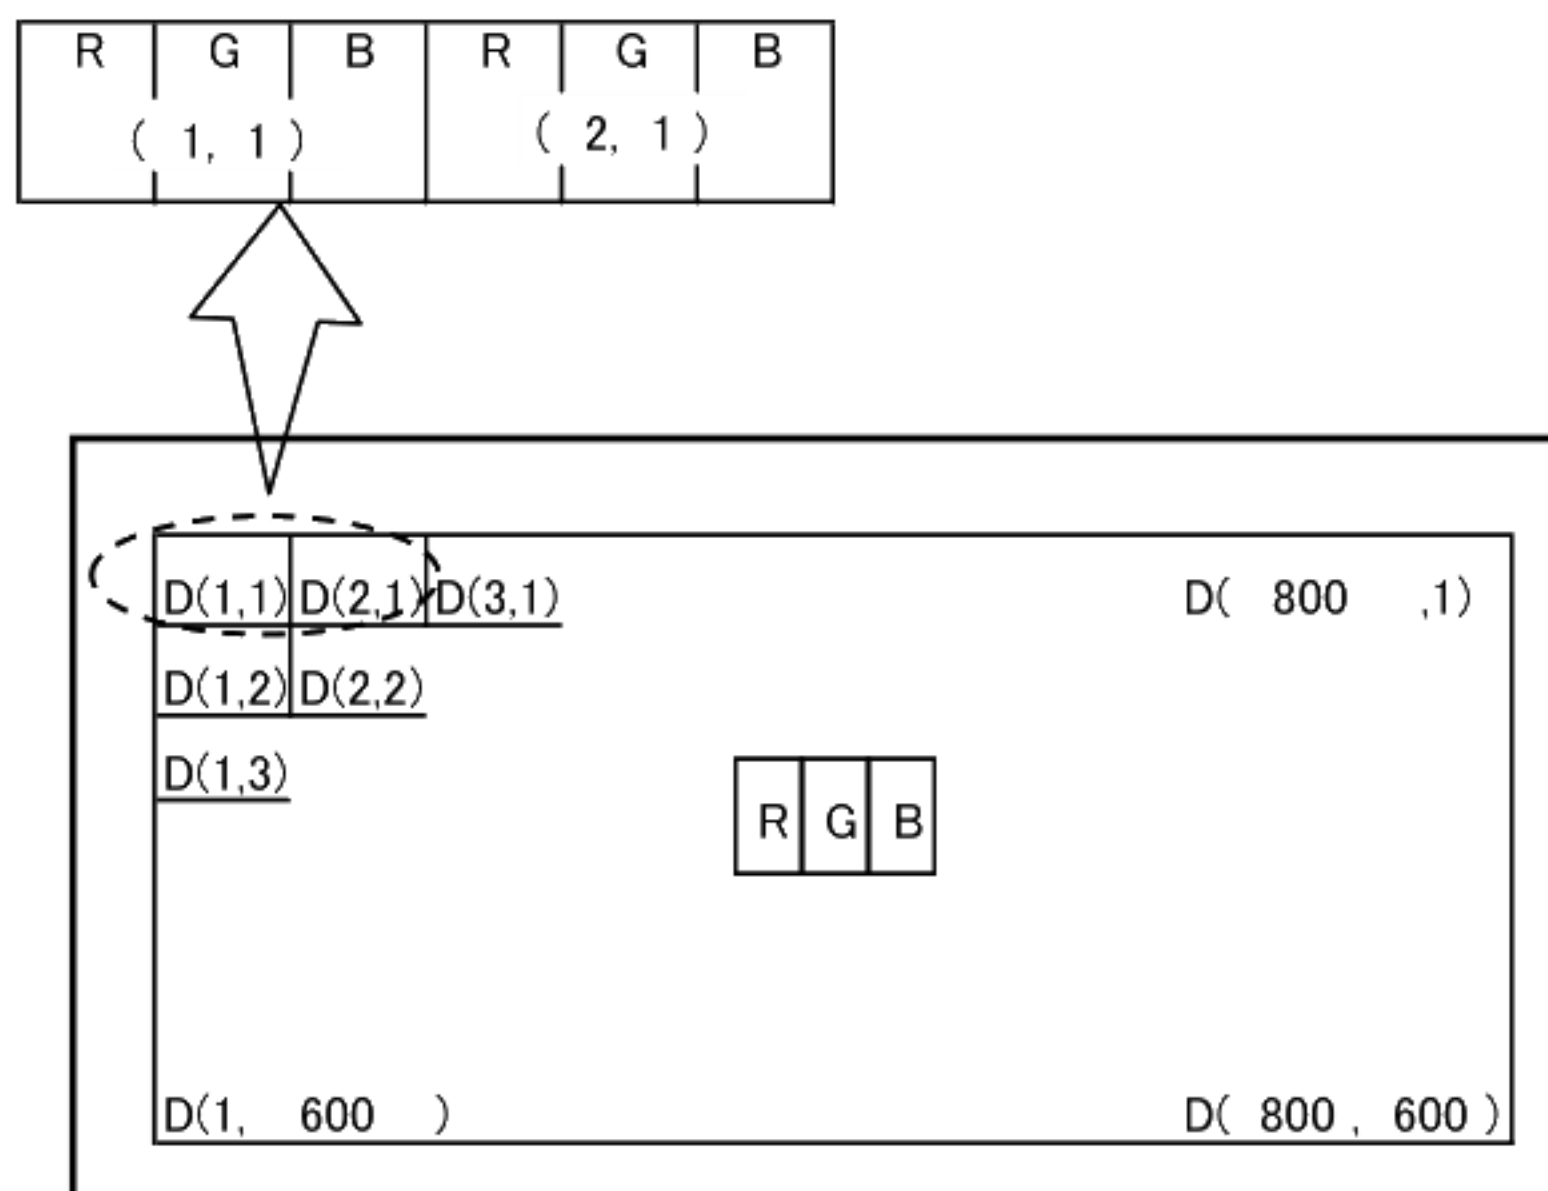 R G B R G B
( 1, 1 ) ( 2, 1 )
D(1,1) D(2,1) D(3,1) D( 800 ,1)
D(1,2) D(2,2)
D(1,3)
R G B
D(1, 600 ) D( 800 , 600 )